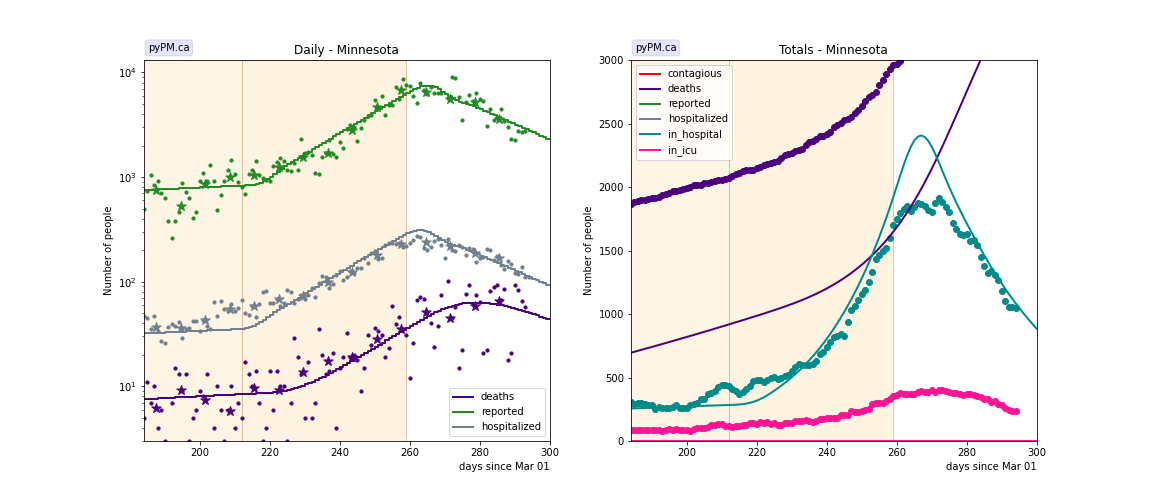 pyPM.ca
Daily - Minnesota
Number of people
10⁴
10³
10²
10¹
200
220
240
260
280
300
days since Mar 01
deaths
reported
hospitalized
pyPM.ca
Totals - Minnesota
Number of people
3000
2500
2000
1500
1000
500
0
200
220
240
260
280
300
days since Mar 01
contagious
deaths
reported
hospitalized
in_hospital
in_icu